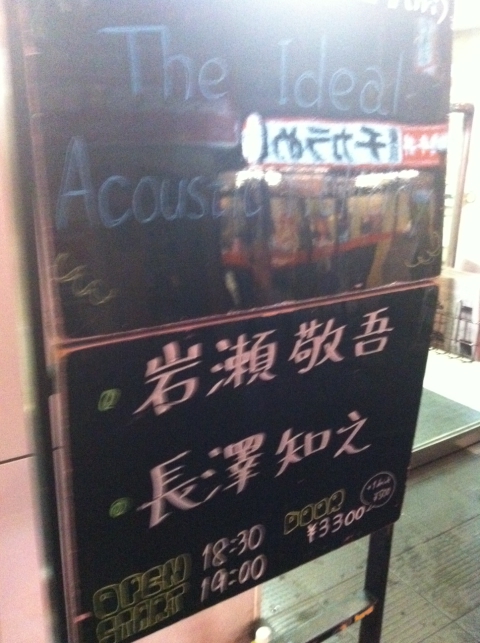 The Ideal
Acoustic
岩瀬 敬吾
長澤 知之
OPEN 18:30
START 19:00
DOOR
¥3300